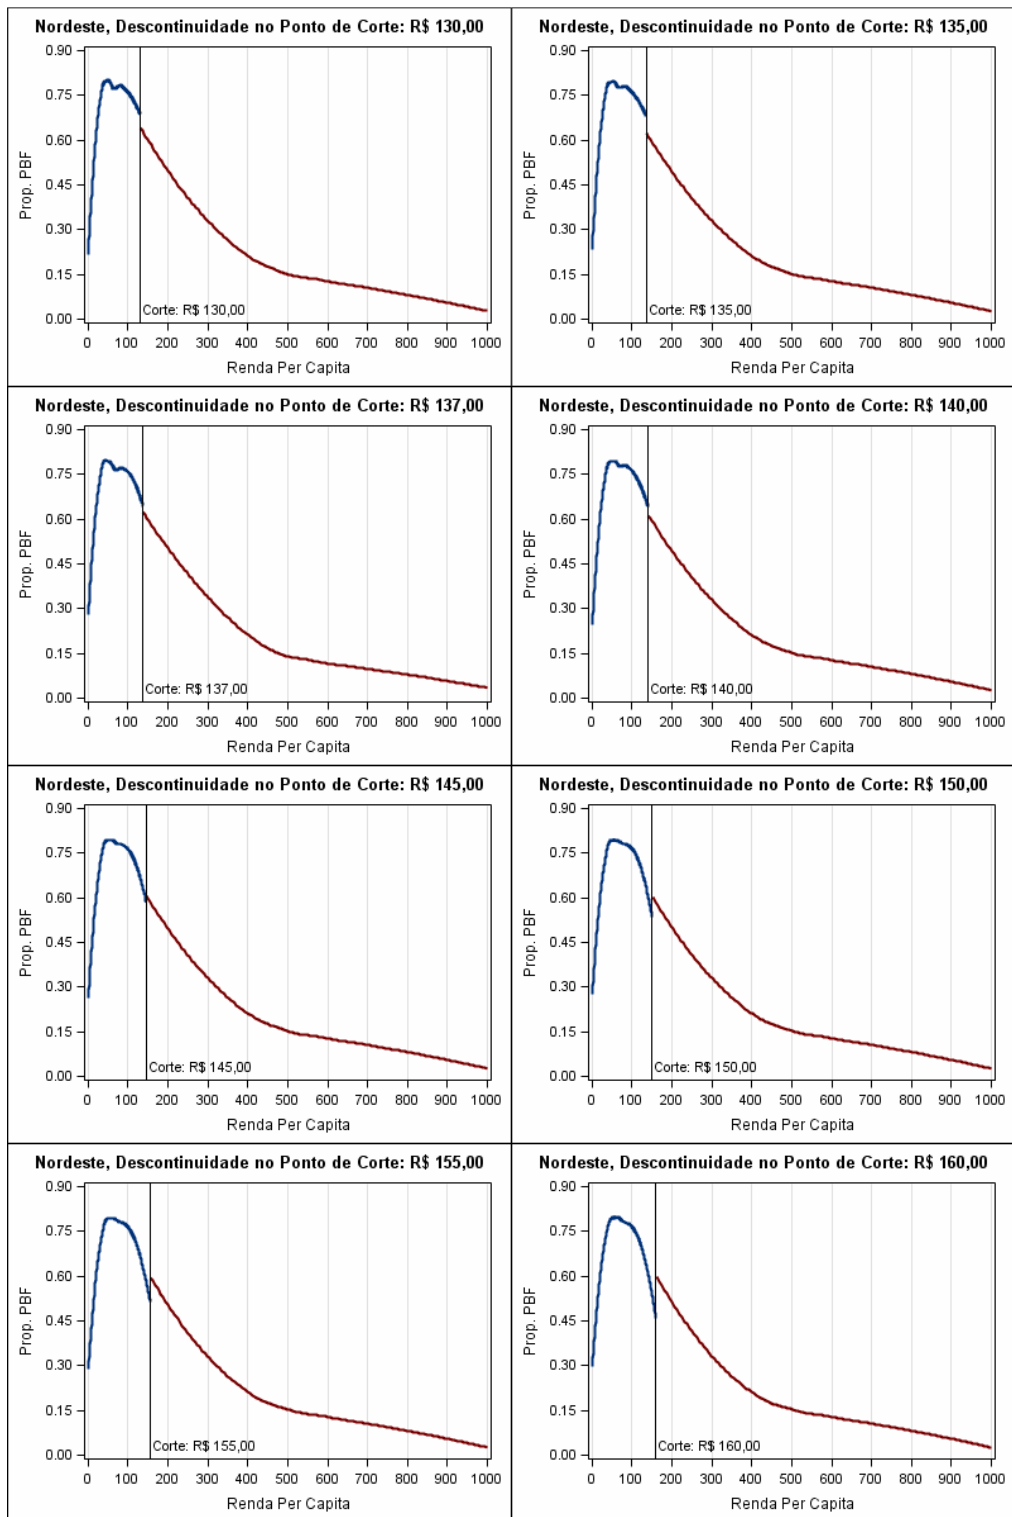 Nordeste, Descontinuidade no Ponto de Corte: R$ 130,00
0.90
0.75
0.60
0.45
0.30
0.15
0.00
Prop. PBF
Corte: R$ 130,00
0 100 200 300 400 500 600 700 800 900 1000
Renda Per Capita
Nordeste, Descontinuidade no Ponto de Corte: R$ 135,00
0.90
0.75
0.60
0.45
0.30
0.15
0.00
Prop. PBF
Corte: R$ 135,00
0 100 200 300 400 500 600 700 800 900 1000
Renda Per Capita
Nordeste, Descontinuidade no Ponto de Corte: R$ 137,00
0.90
0.75
0.60
0.45
0.30
0.15
0.00
Prop. PBF
Corte: R$ 137,00
0 100 200 300 400 500 600 700 800 900 1000
Renda Per Capita
Nordeste, Descontinuidade no Ponto de Corte: R$ 140,00
0.90
0.75
0.60
0.45
0.30
0.15
0.00
Prop. PBF
Corte: R$ 140,00
0 100 200 300 400 500 600 700 800 900 1000
Renda Per Capita
Nordeste, Descontinuidade no Ponto de Corte: R$ 145,00
0.90
0.75
0.60
0.45
0.30
0.15
0.00
Prop. PBF
Corte: R$ 145,00
0 100 200 300 400 500 600 700 800 900 1000
Renda Per Capita
Nordeste, Descontinuidade no Ponto de Corte: R$ 150,00
0.90
0.75
0.60
0.45
0.30
0.15
0.00
Prop. PBF
Corte: R$ 150,00
0 100 200 300 400 500 600 700 800 900 1000
Renda Per Capita
Nordeste, Descontinuidade no Ponto de Corte: R$ 155,00
0.90
0.75
0.60
0.45
0.30
0.15
0.00
Prop. PBF
Corte: R$ 155,00
0 100 200 300 400 500 600 700 800 900 1000
Renda Per Capita
Nordeste, Descontinuidade no Ponto de Corte: R$ 160,00
0.90
0.75
0.60
0.45
0.30
0.15
0.00
Prop. PBF
Corte: R$ 160,00
0 100 200 300 400 500 600 700 800 900 1000
Renda Per Capita